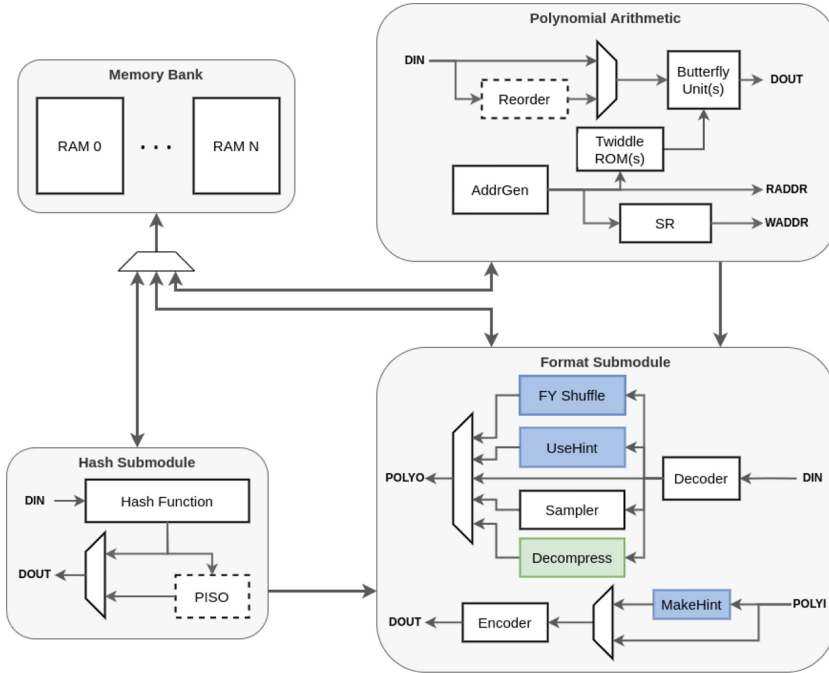 Polynomial Arithmetic
DIN
Reorder
Butterfly
Unit(s)
DOUT
Twiddle
ROM(s)
AddrGen
RADDR
SR
WADDR
Memory Bank
RAM 0
. . .
RAM N
Hash Submodule
DIN
Hash Function
DOUT
PISO
Format Submodule
FY Shuffle
UseHint
POLYO
Decoder
DIN
Sampler
Decompress
MakeHint
POLYI
DOUT
Encoder